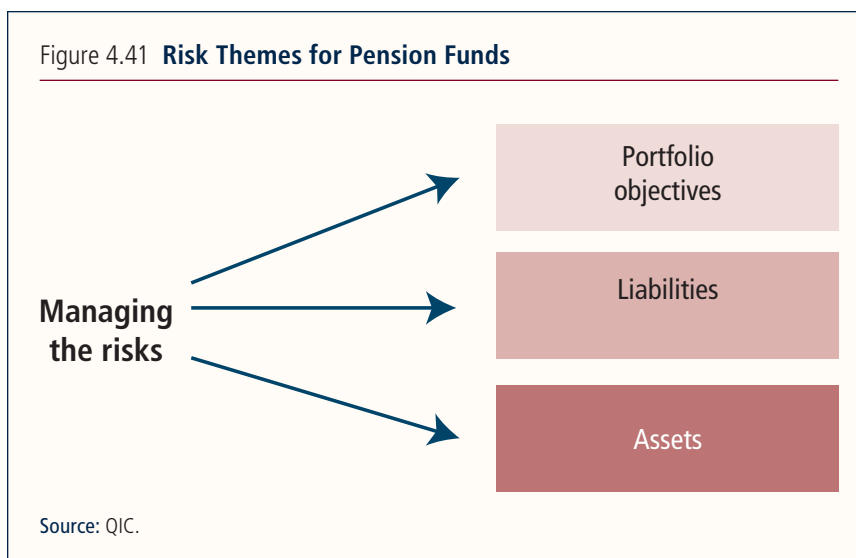 Figure 4.41 Risk Themes for Pension Funds
Portfolio
objectives
Managing
the risks
Liabilities
Assets
Source: QIC.